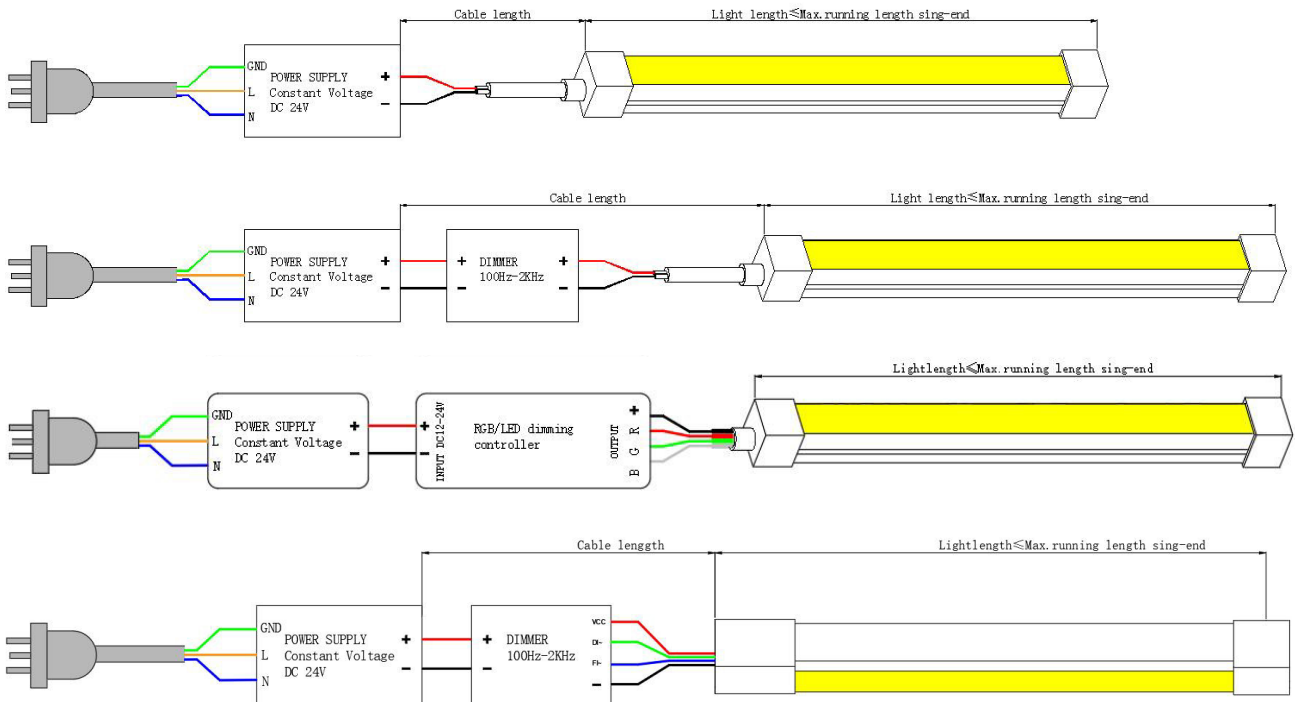 Cable length
Light length≤Max.running length sing-end
GND
POWER SUPPLY
+
L
Constant Voltage
DC 24V
−
N
Cable length
Light length≤Max.running length sing-end
GND
POWER SUPPLY
+
L
Constant Voltage
DC 24V
−
N
+
DIMMER
+
100Hz-2KHz
−
−
Lightlength≤Max.running length sing-end
GND
POWER SUPPLY
+
L
Constant Voltage
DC 24V
−
N
+
INPUT DC12-24V
−
RGB/LED dimming
controller
OUTPUT
+
R
G
B
Cable lenggth
Lightlength≤Max.running length sing-end
GND
POWER SUPPLY
+
L
Constant Voltage
DC 24V
−
N
+
DIMMER
100Hz-2KHz
−
VCC
DI-
FI-
−